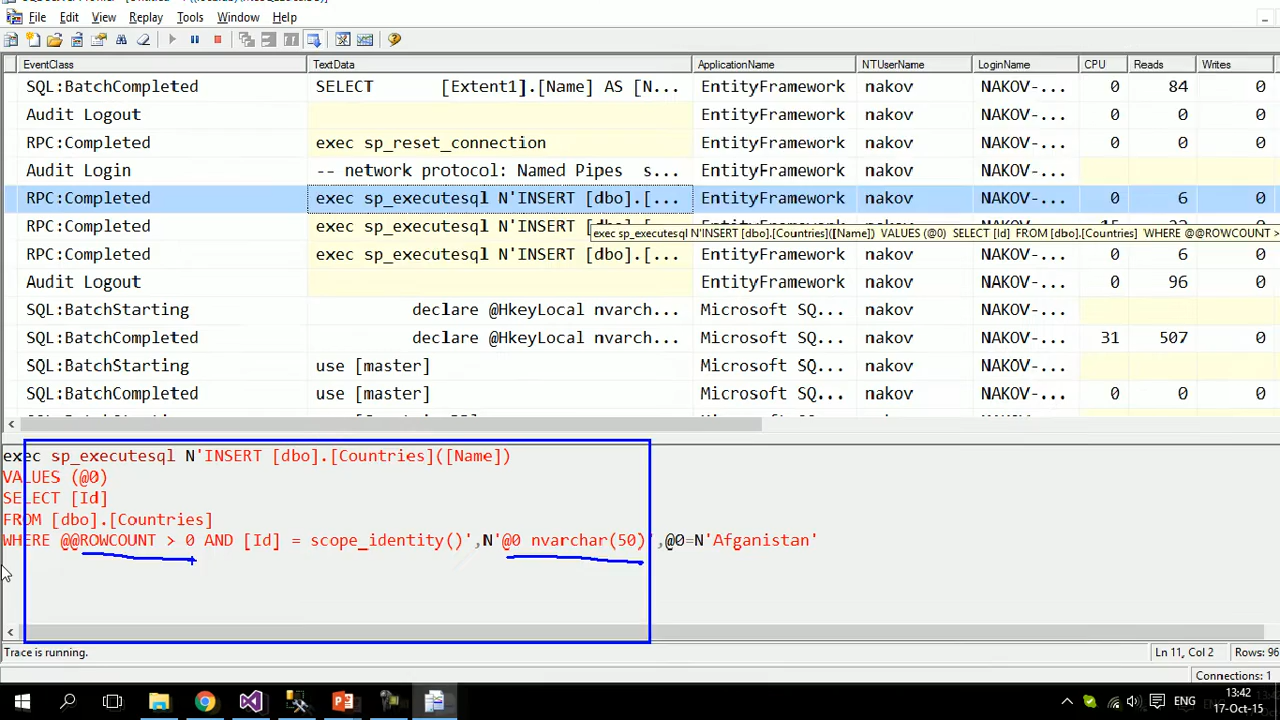 File Edit View Replay Tools Window Help
EventClass TextData ApplicationName NTUserName LoginName CPU Reads Writes
SQL:BatchCompleted SELECT [Extent1].[Name] AS [N... EntityFramework nakov NAKOV-... 0 84 0
Audit Logout EntityFramework nakov NAKOV-... 0 0 0
RPC:Completed exec sp_reset_connection EntityFramework nakov NAKOV-... 0 0 0
Audit Login -- network protocol: Named Pipes s... EntityFramework nakov NAKOV-...
RPC:Completed exec sp_executesql N'INSERT [dbo].[... EntityFramework nakov NAKOV-... 0 6 0
RPC:Completed exec sp_executesql N'INSERT
exec sp_executesql N'INSERT [dbo].[Countries]([Name]) VALUES (@0) SELECT [Id] FROM [dbo].[Countries] WHERE @@ROWCOUNT >
RPC:Completed exec sp_executesql N'INSERT [dbo].[... EntityFramework nakov NAKOV-... 0 6 0
Audit Logout EntityFramework nakov NAKOV-... 0 96 0
SQL:BatchStarting declare @HkeyLocal nvarch... Microsoft SQ... nakov NAKOV-...
SQL:BatchCompleted declare @HkeyLocal nvarch... Microsoft SQ... nakov NAKOV-... 31 507 0
SQL:BatchStarting use [master] Microsoft SQ... nakov NAKOV-...
SQL:BatchCompleted use [master] Microsoft SQ... nakov NAKOV-... 0 0 0
exec sp_executesql N'INSERT [dbo].[Countries]([Name])
VALUES (@0)
SELECT [Id]
FROM [dbo].[Countries]
WHERE @@ROWCOUNT > 0 AND [Id] = scope_identity()',N'@0 nvarchar(50)',@0=N'Afganistan'
Trace is running. Ln 11, Col 2 Rows: 96
Connections: 1
ENG 13:42
17-Oct-15